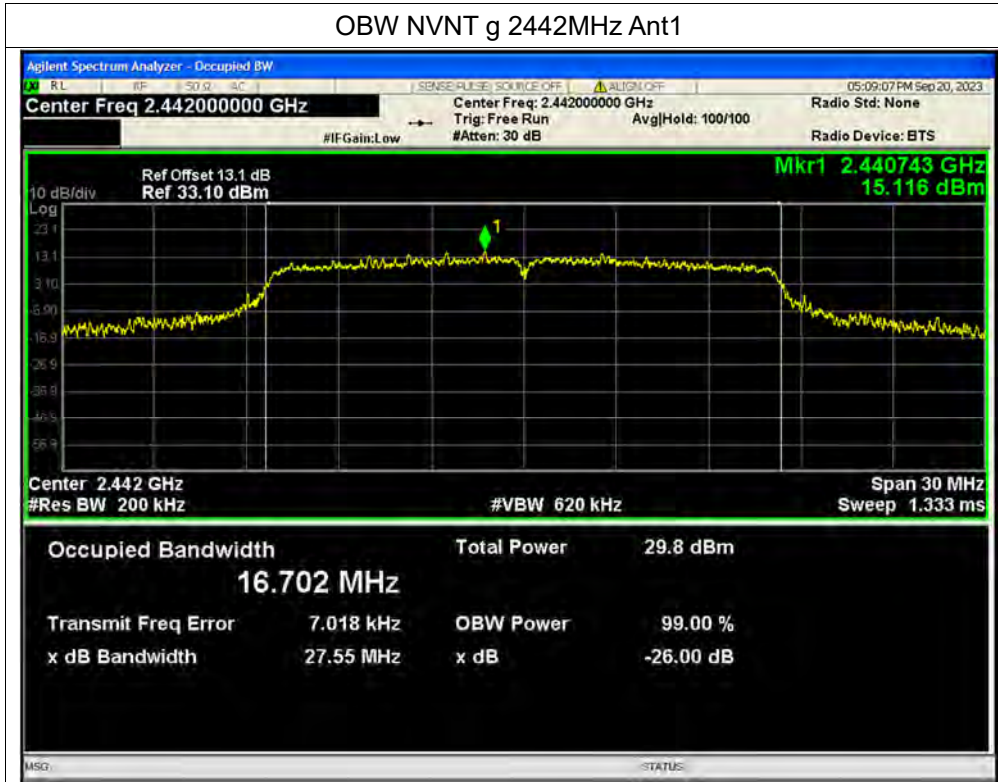 OBW NVNT g 2442MHz Ant1
Agilent Spectrum Analyzer - Occupied BW
LXI RL RF 50 Ω AC SENSE:PULSE SOURCE OFF ALIGN OFF 05:09:07 PM Sep 20, 2023
Center Freq 2.442000000 GHz Center Freq: 2.442000000 GHz Radio Std: None
Trig: Free Run Avg|Hold: 100/100
#IFGain:Low #Atten: 30 dB Radio Device: BTS
Mkr1 2.440743 GHz
15.116 dBm
Ref Offset 13.1 dB
10 dB/div Ref 33.10 dBm
Log
23.1
1
13.1
3.10
-6.90
-16.9
-26.9
-36.9
-46.9
-56.9
Center 2.442 GHz Span 30 MHz
#Res BW 200 kHz #VBW 620 kHz Sweep 1.333 ms
Occupied Bandwidth Total Power 29.8 dBm
16.702 MHz
Transmit Freq Error 7.018 kHz OBW Power 99.00 %
x dB Bandwidth 27.55 MHz x dB -26.00 dB
MSG STATUS